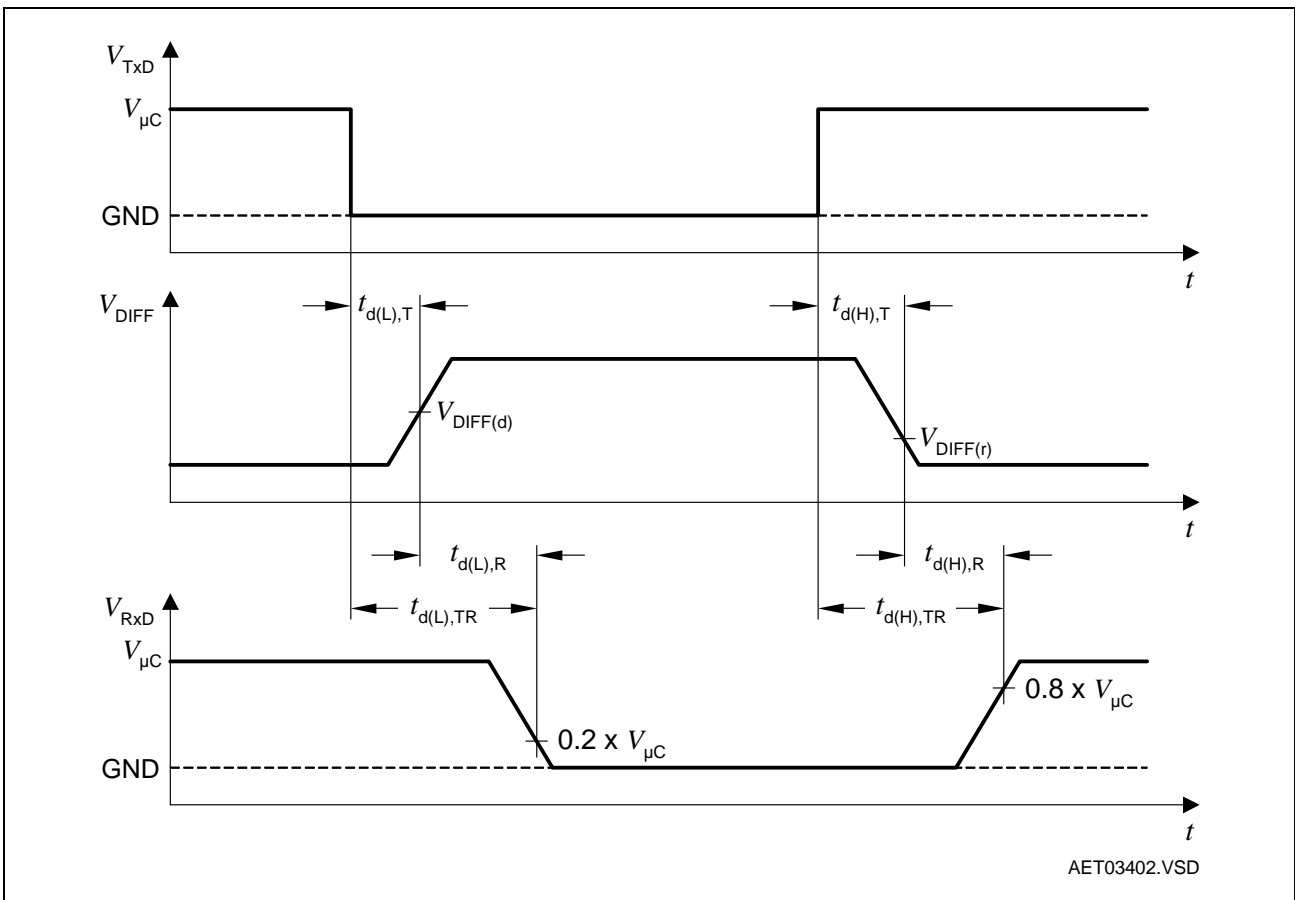 V_TxD
V_µC
GND
t
V_DIFF
t_d(L),T
t_d(H),T
V_DIFF(d)
V_DIFF(r)
t
t_d(L),R
t_d(H),R
V_RxD
t_d(L),TR
t_d(H),TR
V_µC
0.8 x V_µC
0.2 x V_µC
GND
t
AET03402.VSD